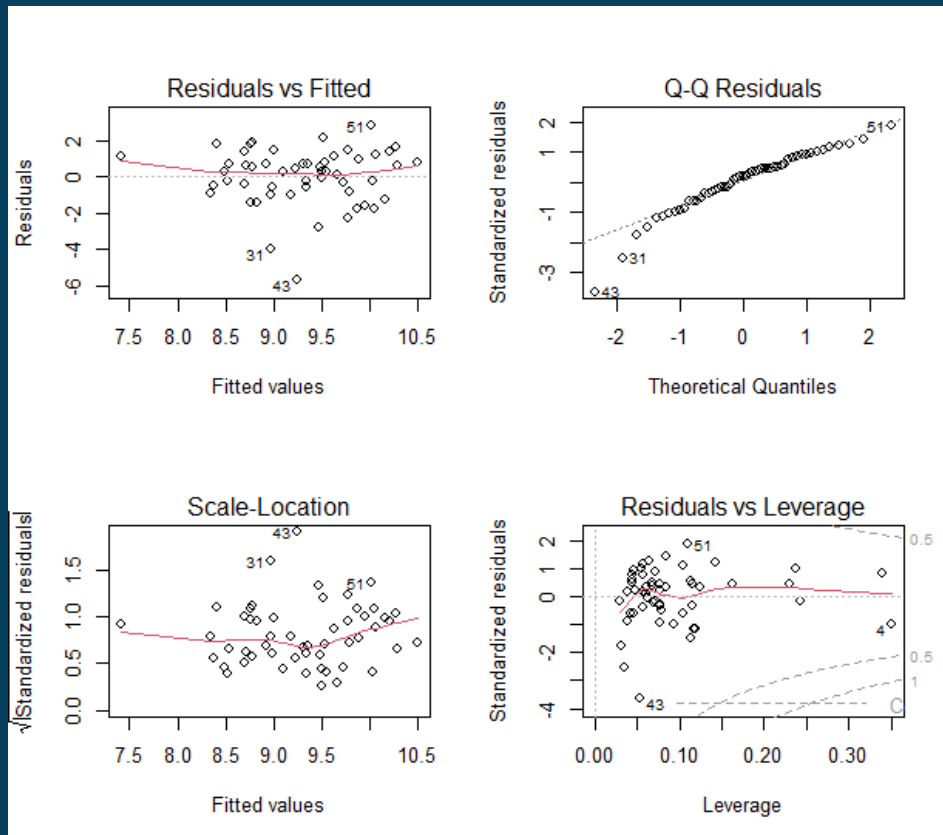 Residuals vs Fitted
Residuals
2
0
-2
-4
-6
51
31
43
7.5 8.0 8.5 9.0 9.5 10.5
Fitted values
Q-Q Residuals
Standardized residuals
2
1
-1
-3
51
31
43
-2 -1 0 1 2
Theoretical Quantiles
Scale-Location
√|Standardized residuals|
1.5
1.0
0.5
0.0
43
31
51
7.5 8.0 8.5 9.0 9.5 10.5
Fitted values
Residuals vs Leverage
Standardized residuals
2
1
0
-2
-4
51
4
43
0.5
0.5
1
C
0.00 0.10 0.20 0.30
Leverage